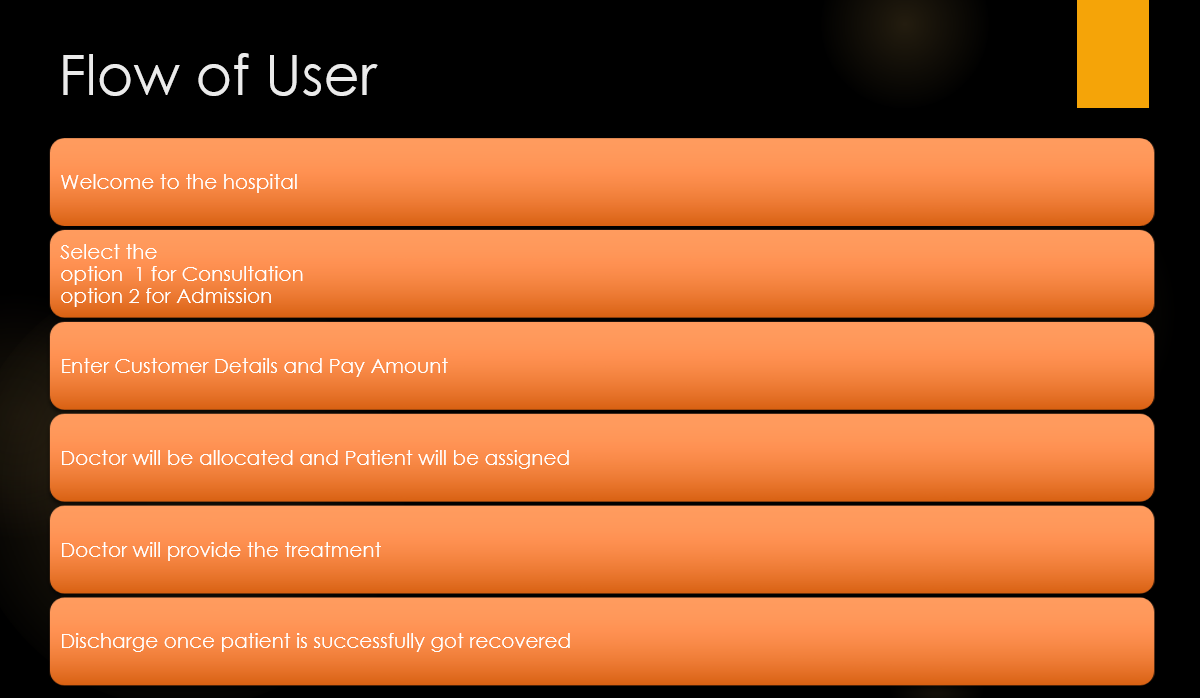 Flow of User
Welcome to the hospital
Select the
option  1 for Consultation
option 2 for Admission
Enter Customer Details and Pay Amount
Doctor will be allocated and Patient will be assigned
Doctor will provide the treatment
Discharge once patient is successfully got recovered